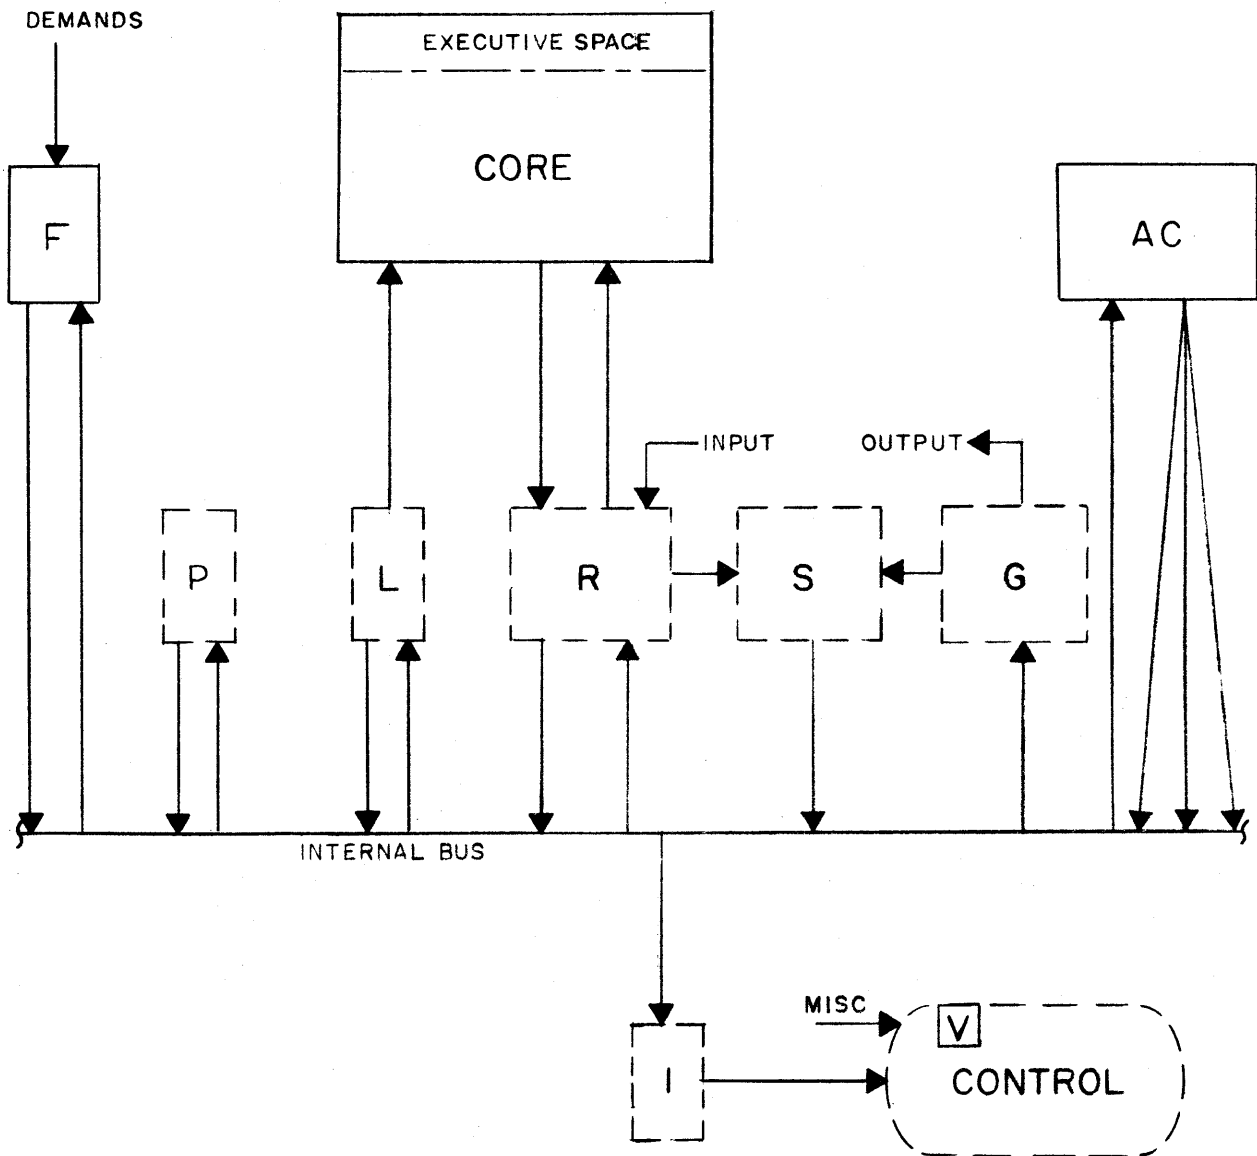 DEMANDS
EXECUTIVE SPACE
CORE
F
AC
INPUT
OUTPUT
P
L
R
S
G
INTERNAL BUS
MISC
V
I
CONTROL